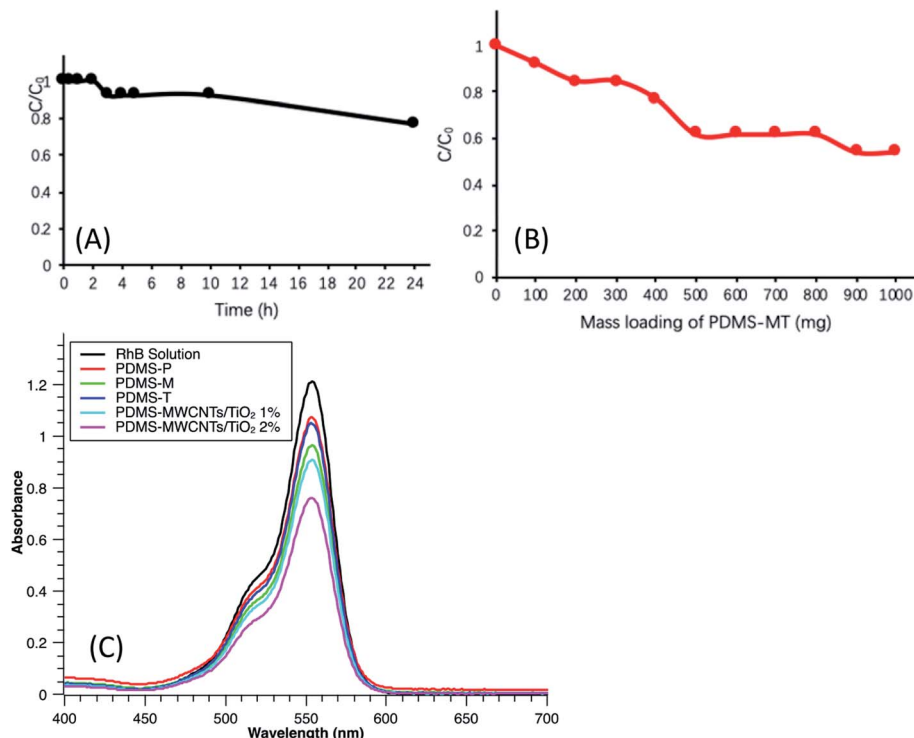 C/C₀
1
0.8
0.6
0.4
0.2
0
(A)
0 2 4 6 8 10 12 14 16 18 20 22 24
Time (h)
C/C₀
1
0.8
0.6
0.4
0.2
0
(B)
0 100 200 300 400 500 600 700 800 900 1000
Mass loading of PDMS-MT (mg)
RhB Solution
PDMS-P
PDMS-M
PDMS-T
PDMS-MWCNTs/TiO₂ 1%
PDMS-MWCNTs/TiO₂ 2%
Absorbance
1.2
1
0.8
0.6
0.4
0.2
0
(C)
400 450 500 550 600 650 700
Wavelength (nm)